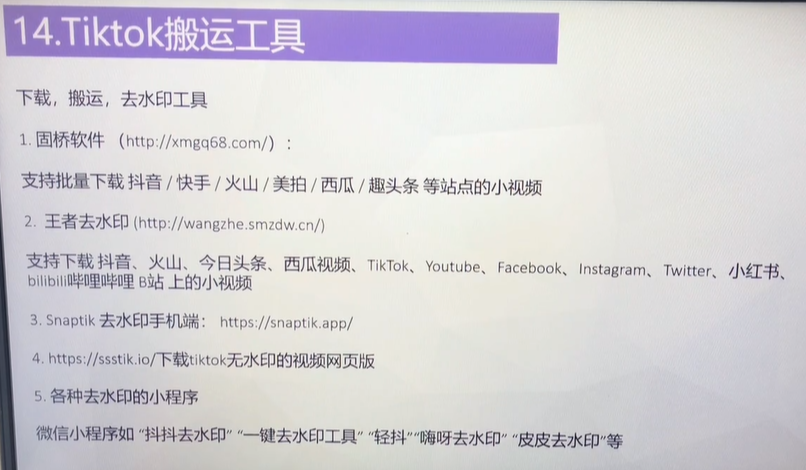 14.Tiktok搬运工具
下载，搬运，去水印工具
1. 固桥软件 （http://xmgq68.com/）：
支持批量下载 抖音 / 快手 / 火山 / 美拍 / 西瓜 / 趣头条 等站点的小视频
2. 王者去水印 (http://wangzhe.smzdw.cn/)
支持下载 抖音、火山、今日头条、西瓜视频、TikTok、Youtube、Facebook、Instagram、Twitter、小红书、
bilibili哔哩哔哩 B站 上的小视频
3. Snaptik 去水印手机端： https://snaptik.app/
4. https://ssstik.io/下载tiktok无水印的视频网页版
5. 各种去水印的小程序
微信小程序如 “抖抖去水印” “一键去水印工具” “轻抖”“嗨呀去水印” “皮皮去水印”等